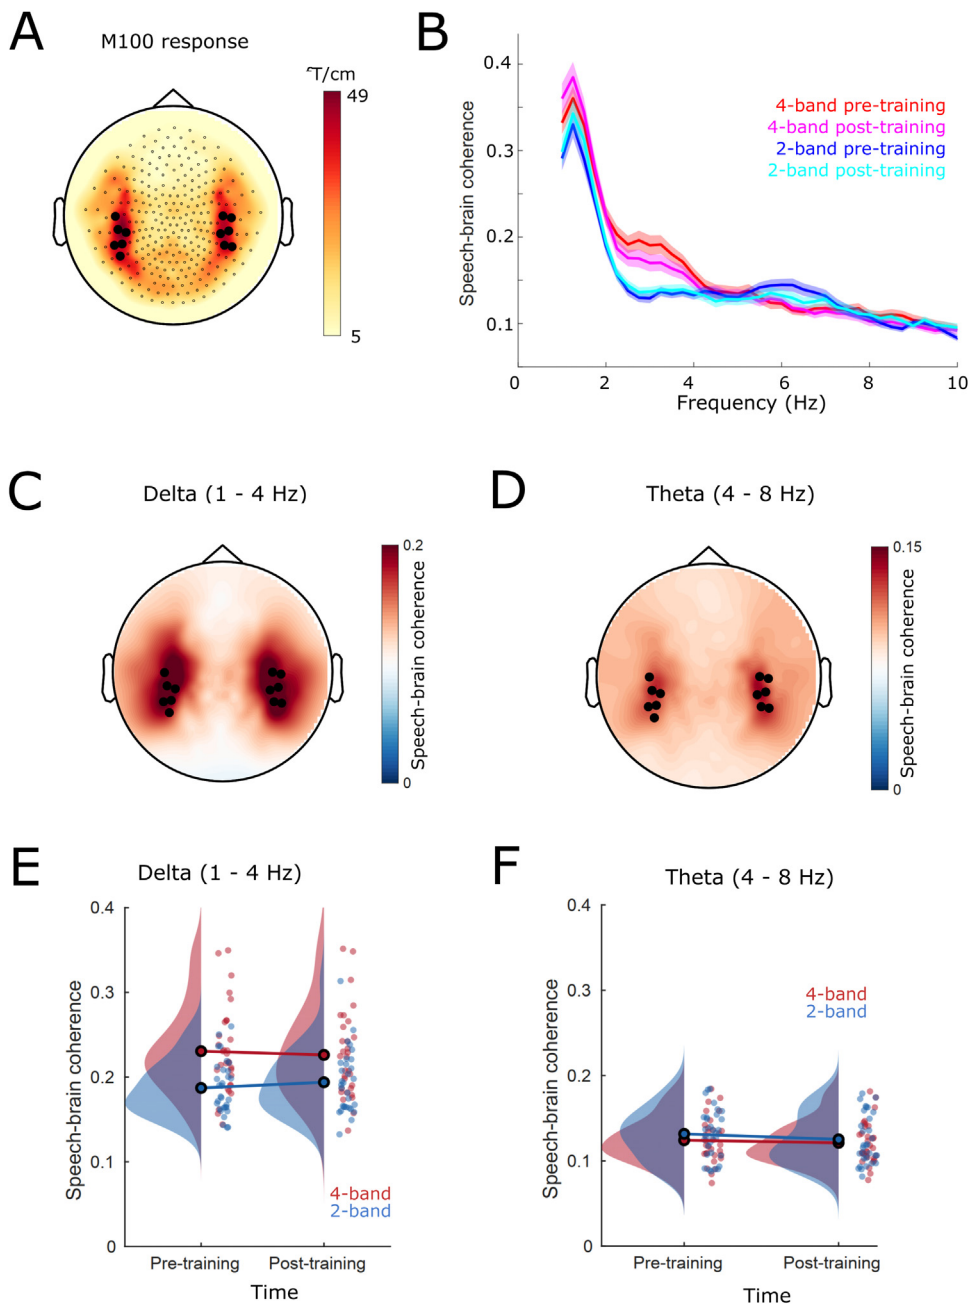 A
M100 response
fT/cm
49
5
B
Speech-brain coherence
0.4
0.3
0.2
0.1
4-band pre-training
4-band post-training
2-band pre-training
2-band post-training
0
2
4
6
8
10
Frequency (Hz)
C
Delta (1 - 4 Hz)
0.2
Speech-brain coherence
0
D
Theta (4 - 8 Hz)
0.15
Speech-brain coherence
0
E
Delta (1 - 4 Hz)
Speech-brain coherence
0.4
0.3
0.2
0.1
0
4-band
2-band
Pre-training
Post-training
Time
F
Theta (4 - 8 Hz)
Speech-brain coherence
0.4
0.3
0.2
0.1
0
4-band
2-band
Pre-training
Post-training
Time